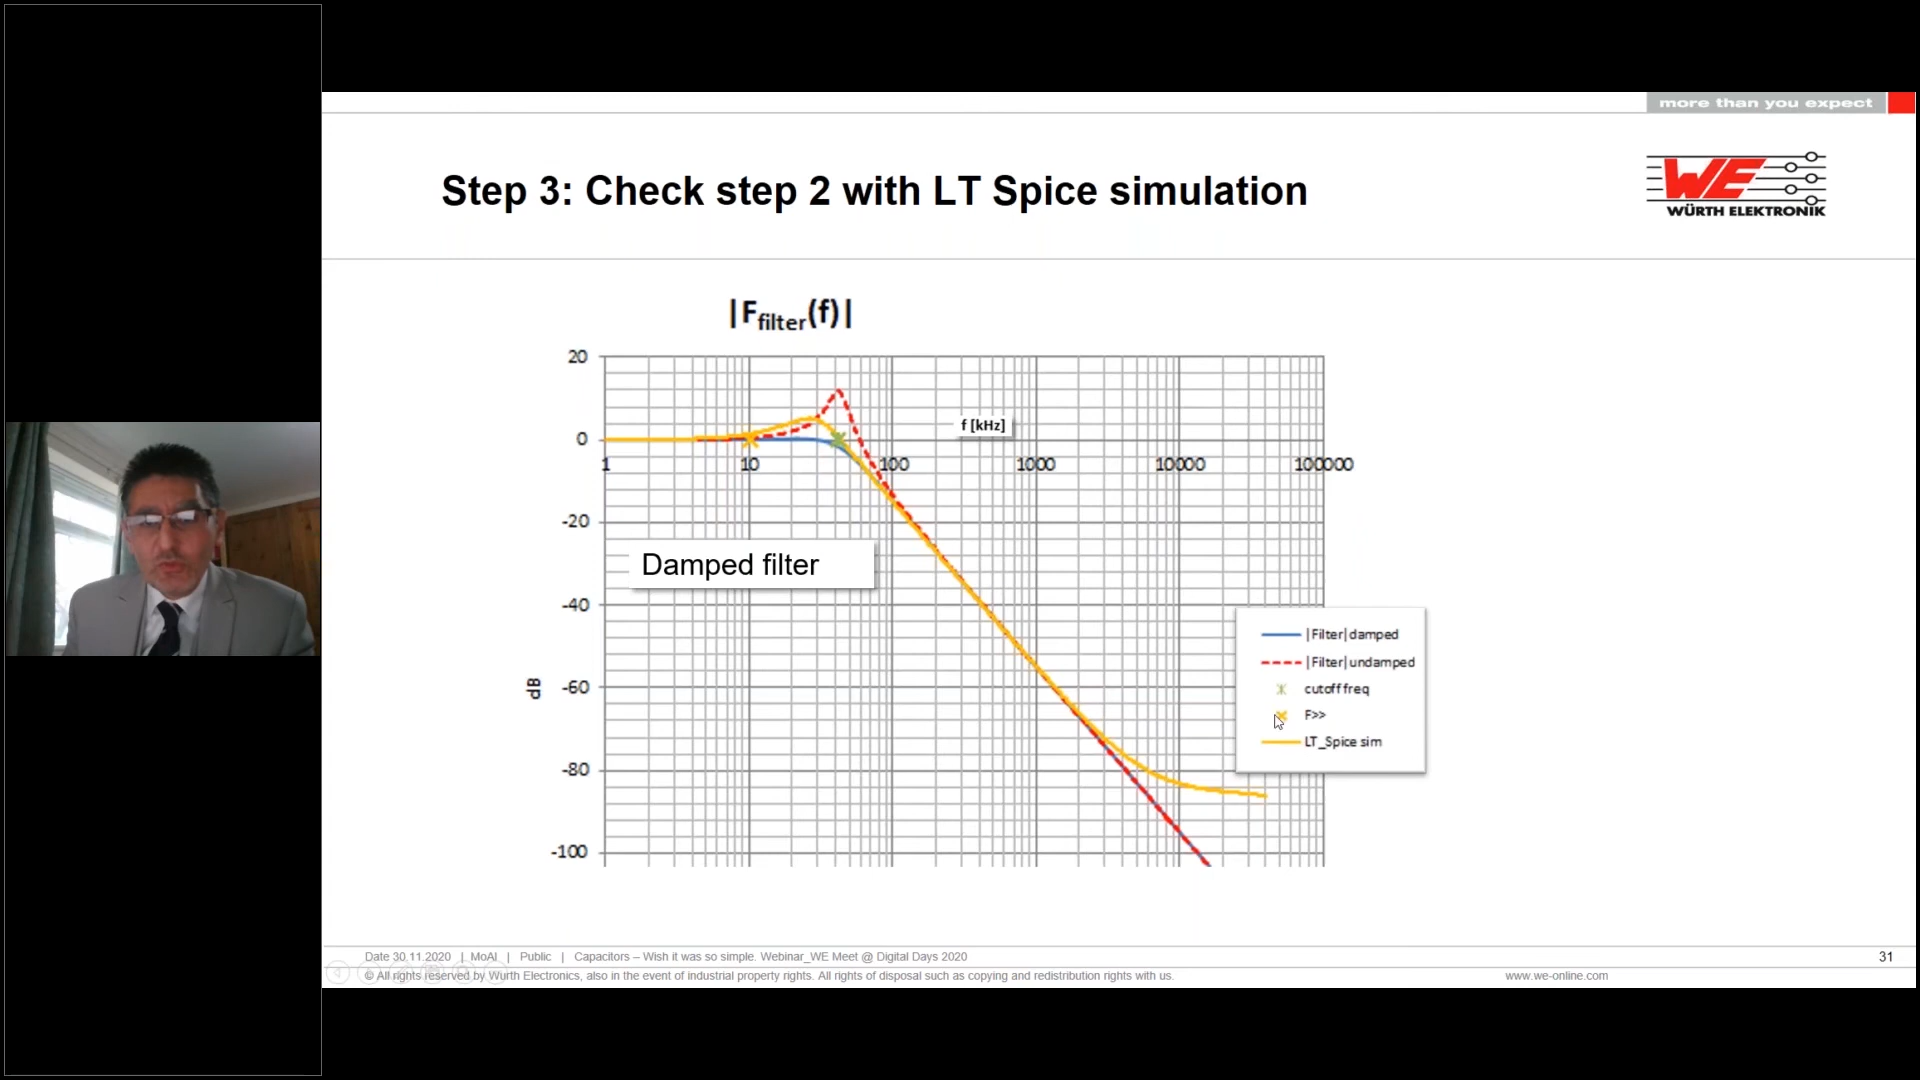 more than you expect
Step 3: Check step 2 with LT Spice simulation
WE
WÜRTH ELEKTRONIK
|Ffilter(f)|
20
f [kHz]
0
1 10 100 1000 10000 100000
-20
Damped filter
-40
-60
dB
-80
-100
|Filter|damped
|Filter|undamped
cutoff freq
F>>
LT_Spice sim
Date 30.11.2020 | MoAl | Public | Capacitors – Wish it was so simple. Webinar_WE Meet @ Digital Days 2020
31
© All rights reserved by Wurth Electronics, also in the event of industrial property rights. All rights of disposal such as copying and redistribution rights with us.
www.we-online.com